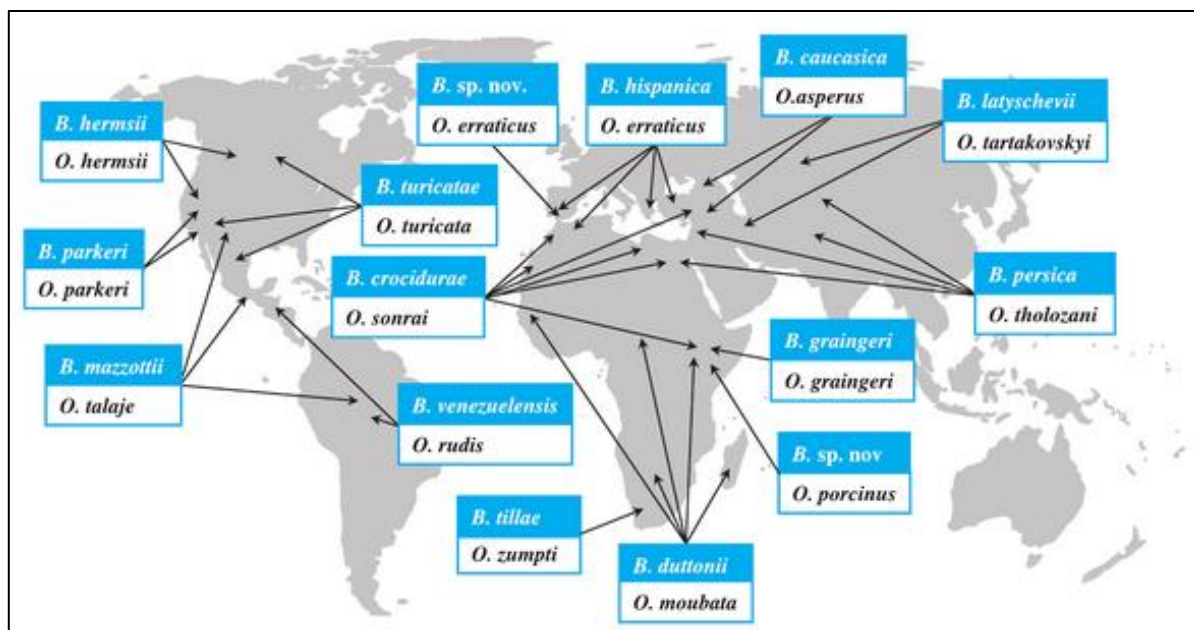 B. caucasica
O.asperus
B. sp. nov.
O. erraticus
B. hispanica
O. erraticus
B. latyschevii
O. tartakovskyi
B. hermsii
O. hermsii
B. turicatae
O. turicata
B. parkeri
O. parkeri
B. crocidurae
O. sonrai
B. persica
O. tholozani
B. graingeri
O. graingeri
B. mazzottii
O. talaje
B. venezuelensis
O. rudis
B. sp. nov
O. porcinus
B. tillae
O. zumpti
B. duttonii
O. moubata